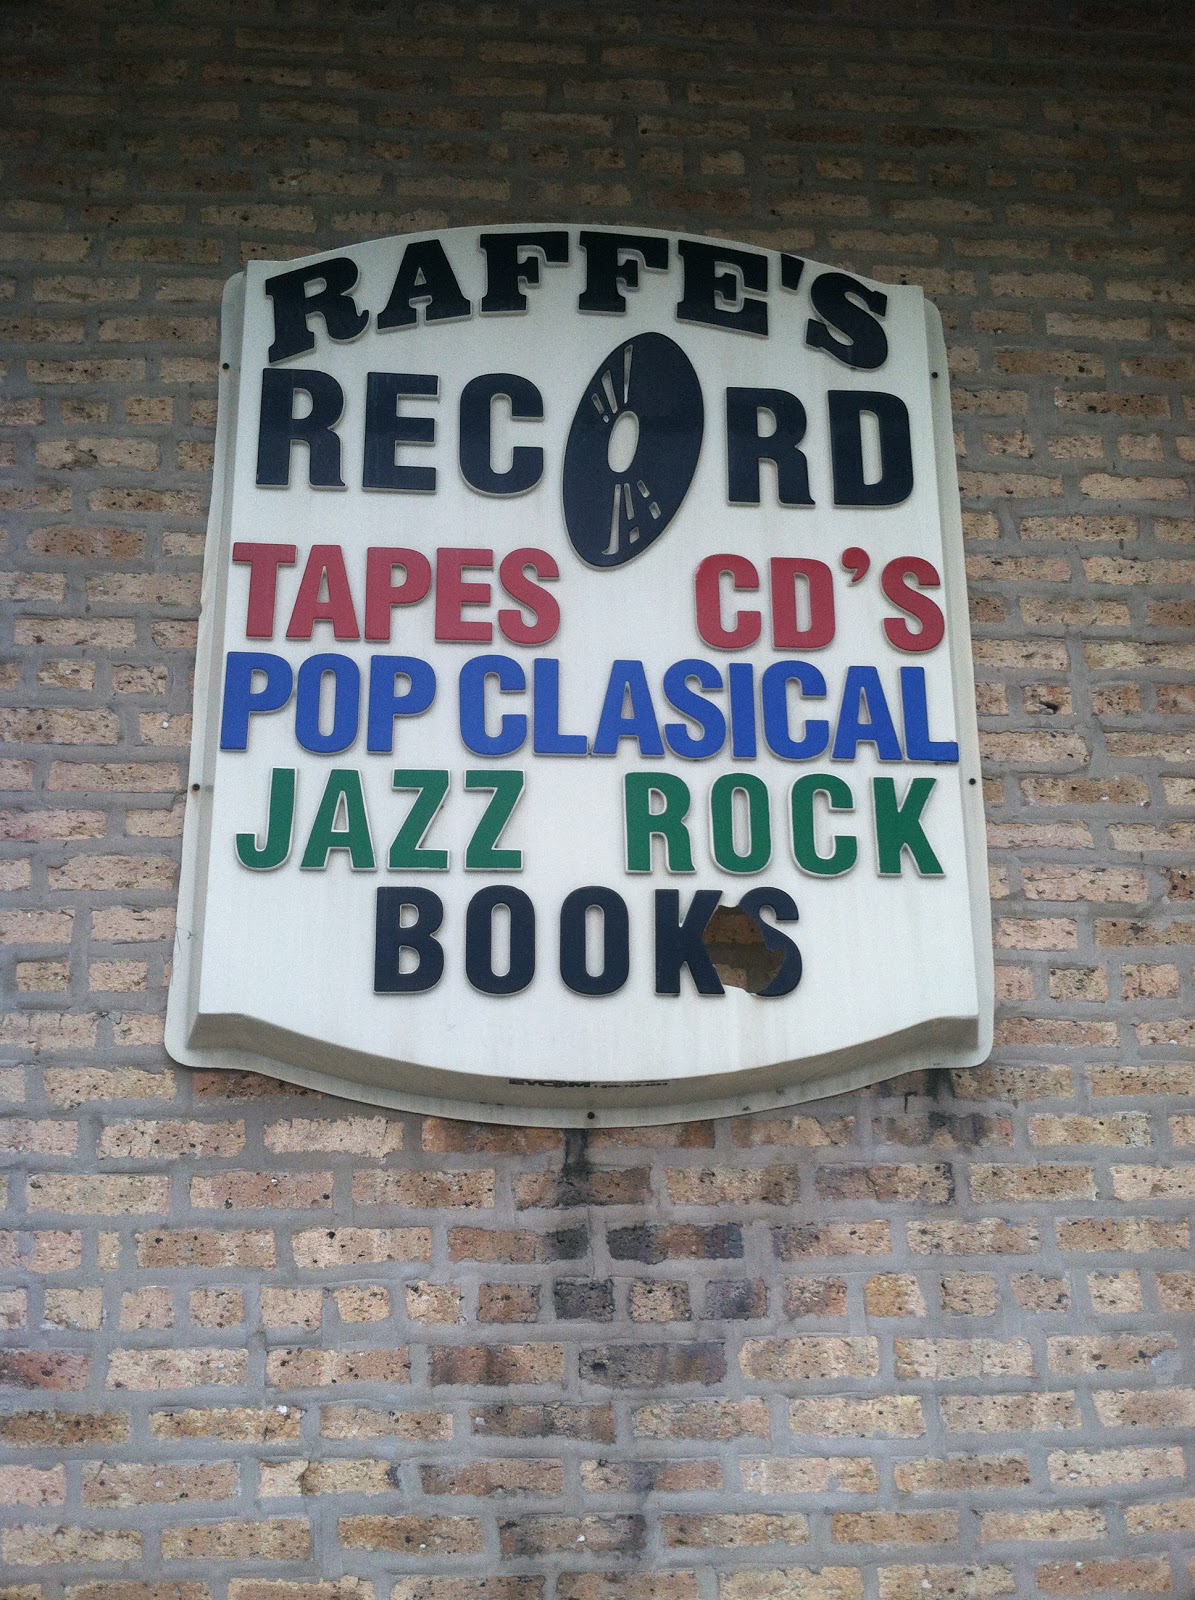 RAFFE'S
RECORD
TAPES CD'S
POP CLASICAL
JAZZ ROCK
BOOKS